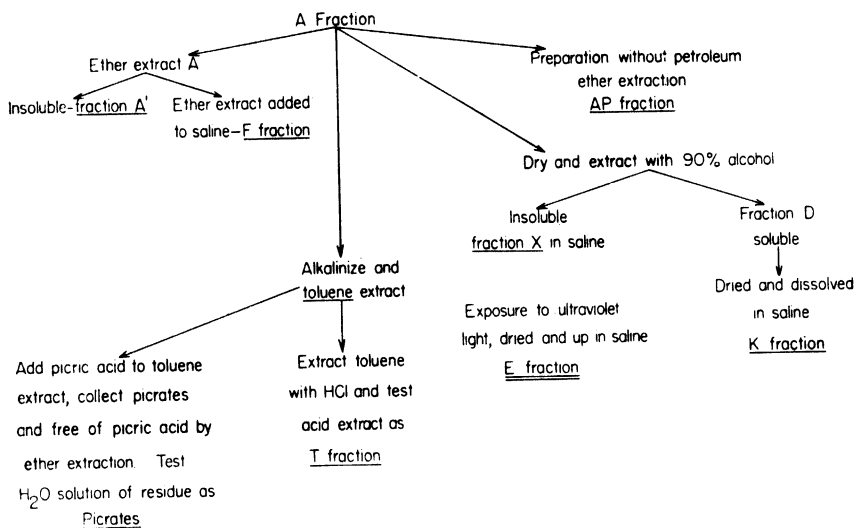 A Fraction
Ether extract A
Insoluble-fraction A'
Ether extract added
to saline-F fraction
Preparation without petroleum
ether extraction
AP fraction
Dry and extract with 90% alcohol
Insoluble
fraction X in saline
Fraction D
soluble
Dried and dissolved
in saline
K fraction
Exposure to ultraviolet
light, dried and up in saline
E fraction
Alkalinize and
toluene extract
Add picric acid to toluene
extract, collect picrates
and free of picric acid by
ether extraction. Test
H2O solution of residue as
Picrates
Extract toluene
with HCl and test
acid extract as
T fraction